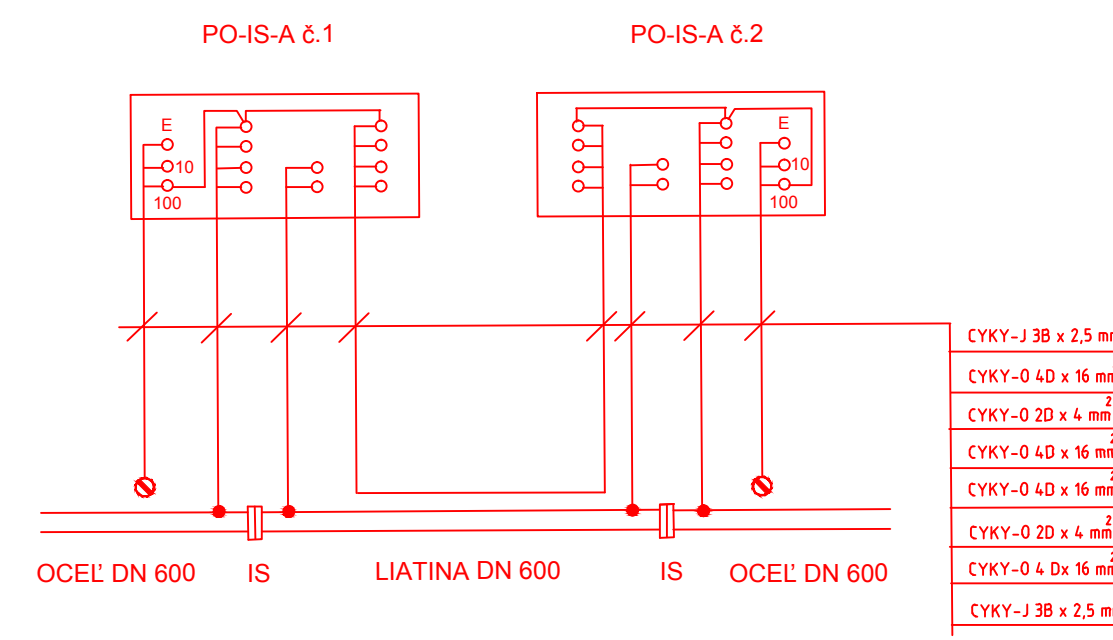 PO-IS-A č.1
PO-IS-A č.2
E
10
100
E
10
100
CYKY-J 3B x 2,5
CYKY-O 4D x 16
CYKY-O 2D x 4 mm²
CYKY-O 4D x 16
CYKY-O 4D x 16
CYKY-O 2D x 4 mm²
CYKY-O 4 Dx 16
CYKY-J 3B x 2,5
OCEĽ DN 600
IS
LIATINA DN 600
IS
OCEĽ DN 600